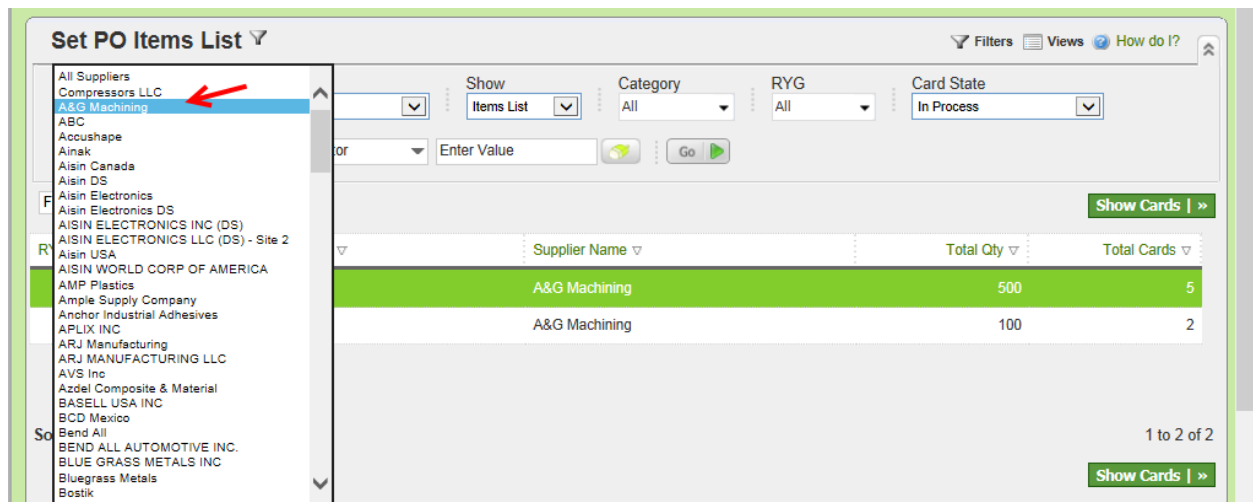 Set PO Items List
Filters Views How do I?
All Suppliers
Compressors LLC
A&G Machining
ABC
Accushape
Ainak
Aisin Canada
Aisin DS
Aisin Electronics
Aisin Electronics DS
AISIN ELECTRONICS INC (DS)
AISIN ELECTRONICS LLC (DS) - Site 2
Aisin USA
AISIN WORLD CORP OF AMERICA
AMP Plastics
Ample Supply Company
Anchor Industrial Adhesives
APLIX INC
ARJ Manufacturing
ARJ MANUFACTURING LLC
AVS Inc
Azdel Composite & Material
BASELL USA INC
BCD Mexico
Bend All
BEND ALL AUTOMOTIVE INC.
BLUE GRASS METALS INC
Bluegrass Metals
Bostik
Show Category RYG Card State
Items List All All In Process
tor Enter Value Go
F
Show Cards | »
RY Supplier Name Total Qty Total Cards
A&G Machining 500 5
A&G Machining 100 2
So 1 to 2 of 2
Show Cards | »